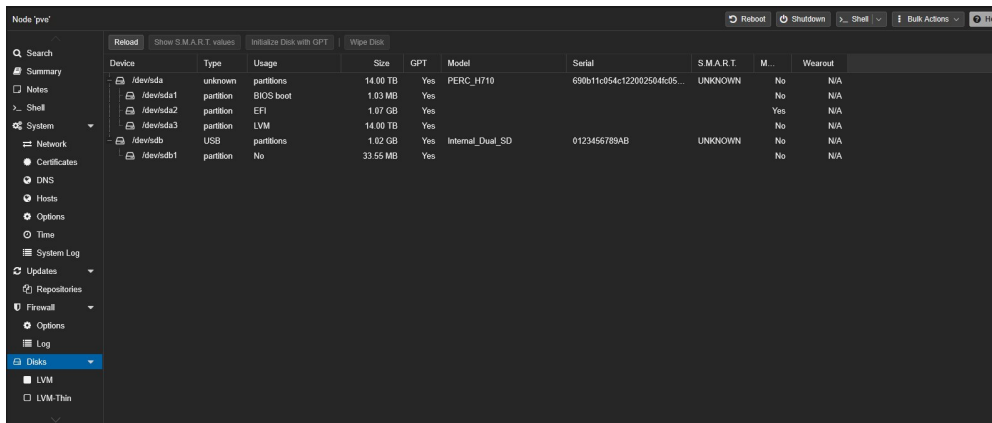 Node 'pve'
Reboot Shutdown Shell Bulk Actions
Search
Summary
Notes
Shell
System
Network
Certificates
DNS
Hosts
Options
Time
System Log
Updates
Repositories
Firewall
Options
Log
Disks
LVM
LVM-Thin
Reload Show S.M.A.R.T. values Initialize Disk with GPT Wipe Disk
Device Type Usage Size GPT Model Serial S.M.A.R.T. M... Wearout
/dev/sda unknown partitions 14.00 TB Yes PERC_H710 690b11c054c122002504fc05... UNKNOWN No N/A
/dev/sda1 partition BIOS boot 1.03 MB Yes No N/A
/dev/sda2 partition EFI 1.07 GB Yes Yes N/A
/dev/sda3 partition LVM 14.00 TB Yes No N/A
/dev/sdb USB partitions 1.02 GB Yes Internal_Dual_SD 0123456789AB UNKNOWN No N/A
/dev/sdb1 partition No 33.55 MB Yes No N/A